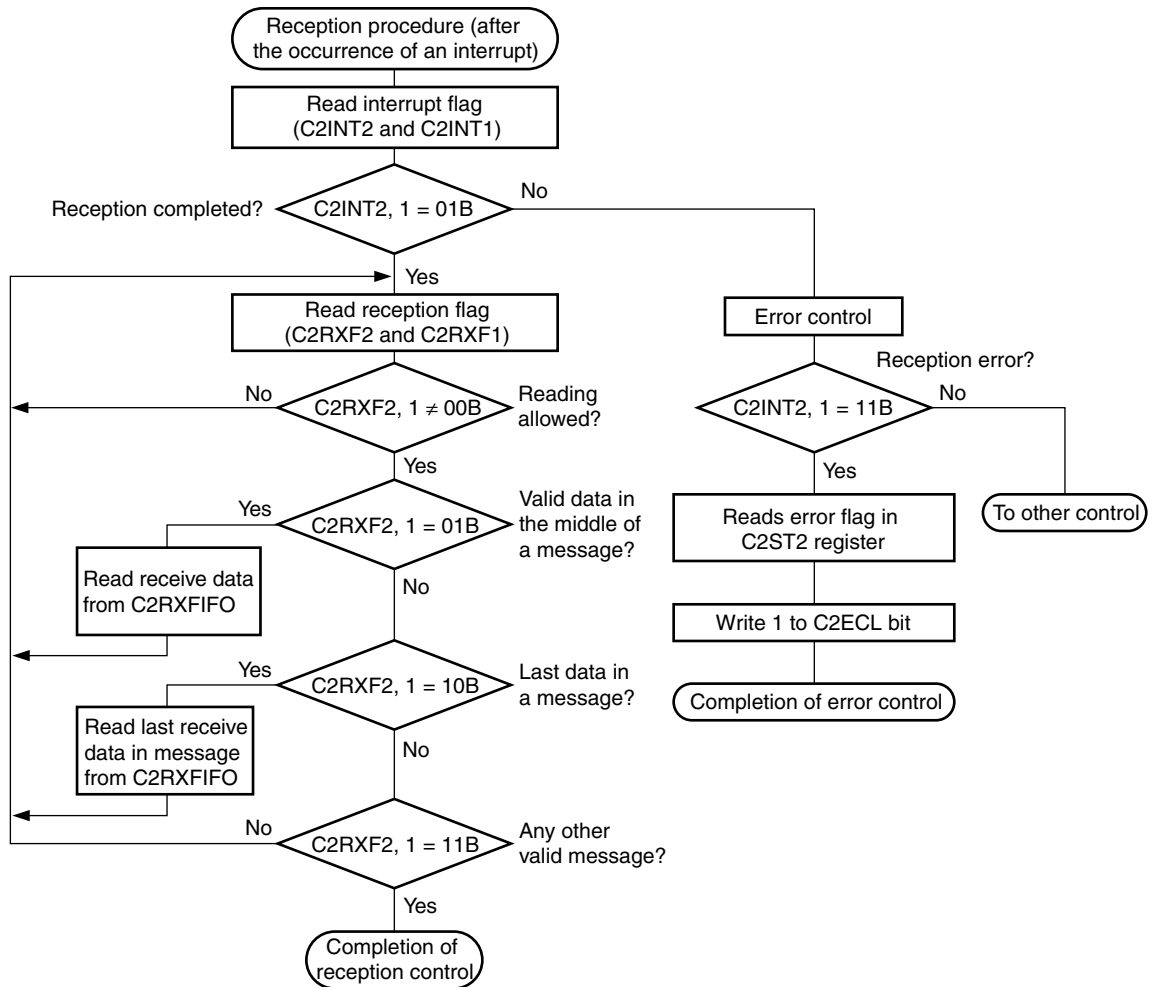 Reception procedure (after
the occurrence of an interrupt)
Read interrupt flag
(C2INT2 and C2INT1)
Reception completed?
C2INT2, 1 = 01B
No
Yes
Read reception flag
(C2RXF2 and C2RXF1)
No
C2RXF2, 1 ≠ 00B
Reading
allowed?
Yes
Yes
C2RXF2, 1 = 01B
Valid data in
the middle of
a message?
Read receive data
from C2RXFIFO
No
Yes
C2RXF2, 1 = 10B
Last data in
a message?
Read last receive
data in message
from C2RXFIFO
No
No
C2RXF2, 1 = 11B
Any other
valid message?
Yes
Completion of
reception control
Error control
Reception error?
C2INT2, 1 = 11B
No
Yes
To other control
Reads error flag in
C2ST2 register
Write 1 to C2ECL bit
Completion of error control